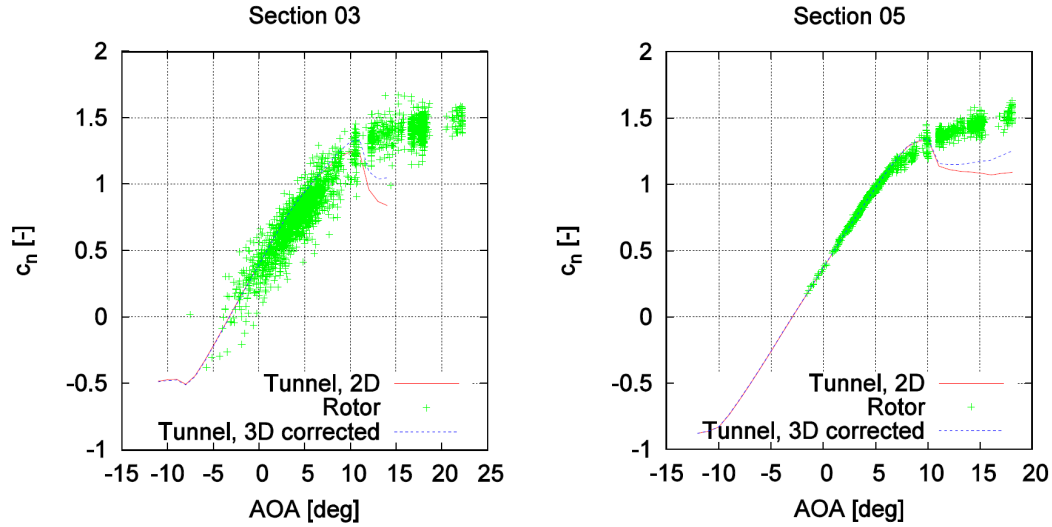 Section 03
2
1.5
1
0.5
0
-0.5
-1
c_n [-]
Tunnel, 2D
Rotor
Tunnel, 3D corrected
-15 -10 -5 0 5 10 15 20 25
AOA [deg]
Section 05
2
1.5
1
0.5
0
-0.5
-1
c_n [-]
Tunnel, 2D
Rotor
Tunnel, 3D corrected
-15 -10 -5 0 5 10 15 20
AOA [deg]